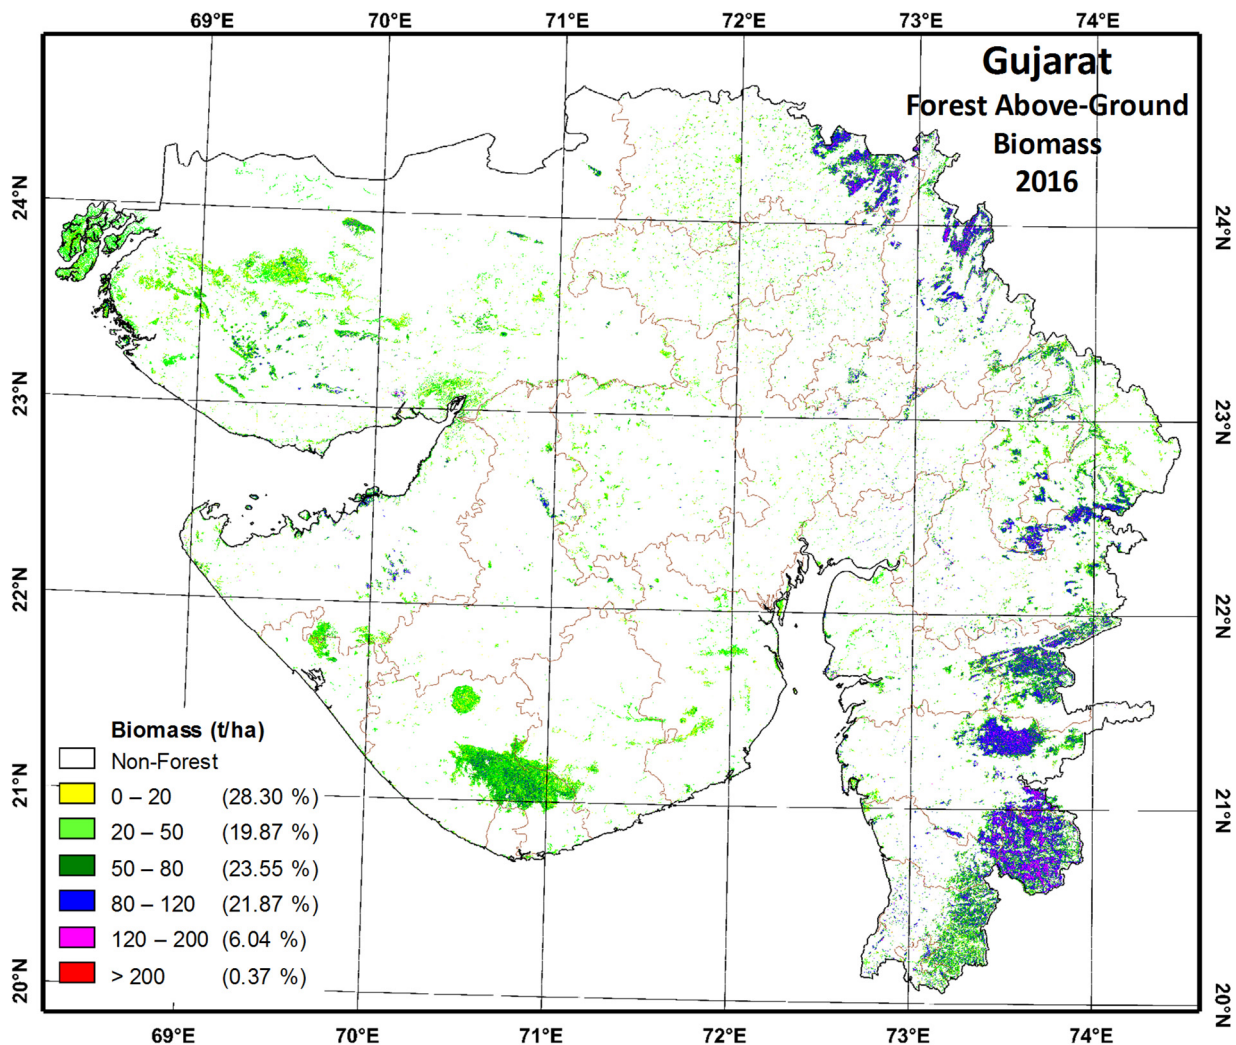 69°E 70°E 71°E 72°E 73°E 74°E
Gujarat
Forest Above-Ground
Biomass
2016
24°N 24°N
23°N 23°N
22°N 22°N
21°N 21°N
20°N 20°N
Biomass (t/ha)
Non-Forest
0 – 20 (28.30 %)
20 – 50 (19.87 %)
50 – 80 (23.55 %)
80 – 120 (21.87 %)
120 – 200 (6.04 %)
> 200 (0.37 %)
69°E 70°E 71°E 72°E 73°E 74°E